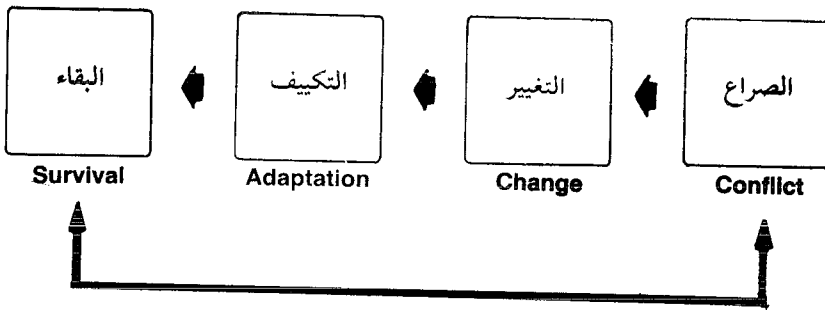 الصراع
التغيير
التكييف
البقاء
Conflict
Change
Adaptation
Survival